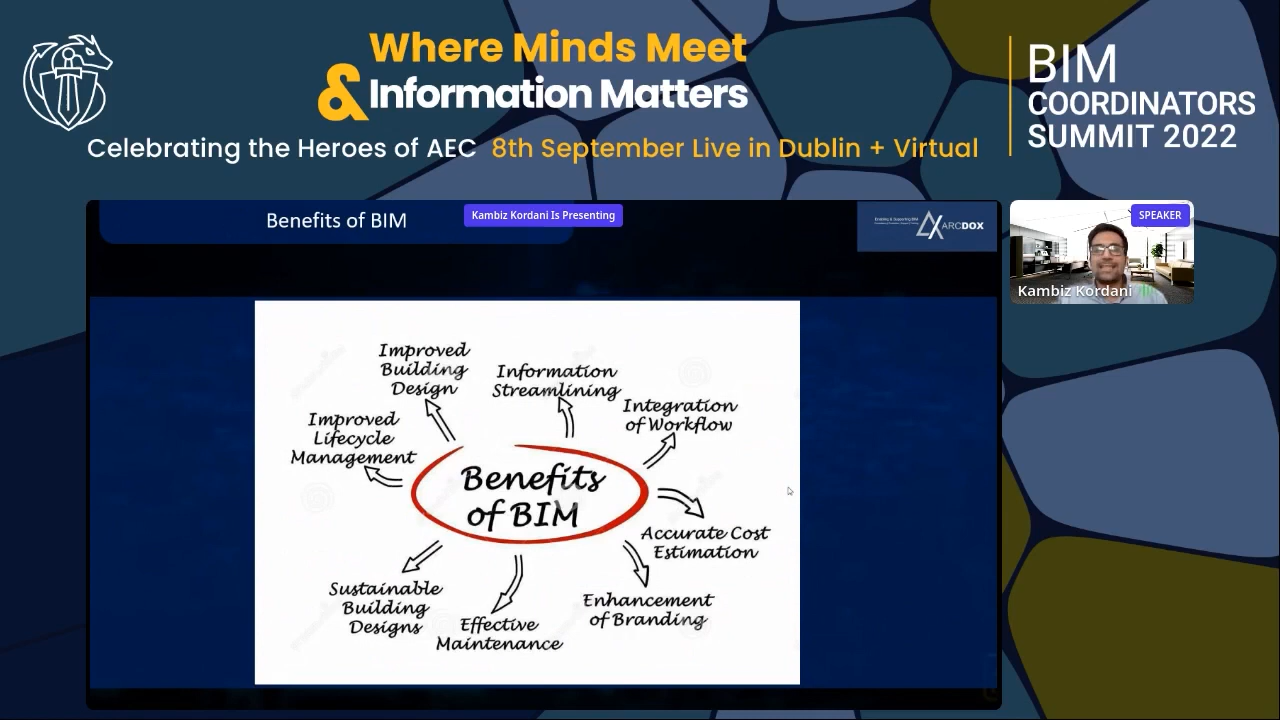 Where Minds Meet
& Information Matters
Celebrating the Heroes of AEC 8th September Live in Dublin + Virtual
BIM
COORDINATORS
SUMMIT 2022
Benefits of BIM
Kambiz Kordani Is Presenting
ARCDOX
SPEAKER
Kambiz Kordani
Improved
Building
Design
Information
Streamlining
Integration
of Workflow
Improved
Lifecycle
Management
Benefits
of BIM
Accurate Cost
Estimation
Sustainable
Building
Designs
Effective
Maintenance
Enhancement
of Branding